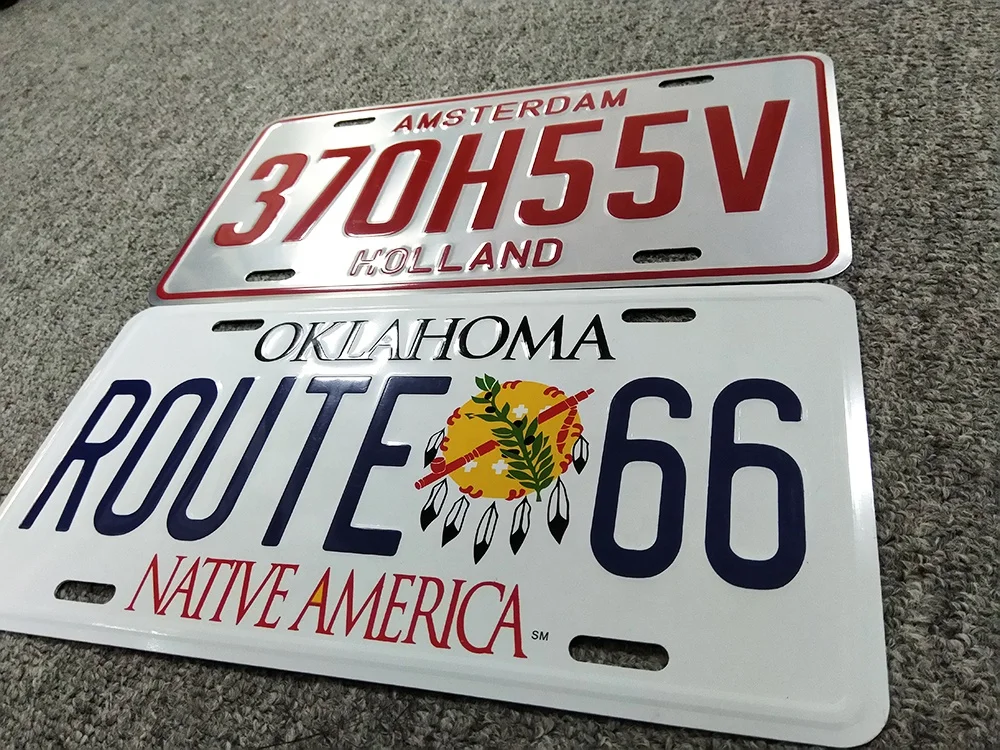 AMSTERDAM
370H55V
HOLLAND
OKLAHOMA
ROUTE 66
NATIVE AMERICA SM